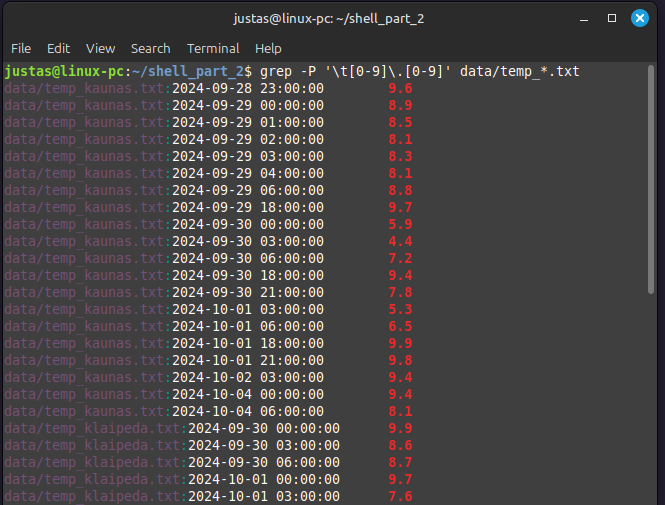 justas@linux-pc: ~/shell_part_2
File Edit View Search Terminal Help
justas@linux-pc:~/shell_part_2$ grep -P '\t[0-9]\.[0-9]' data/temp_*.txt
data/temp_kaunas.txt:2024-09-28 23:00:00	9.6
data/temp_kaunas.txt:2024-09-29 00:00:00	8.9
data/temp_kaunas.txt:2024-09-29 01:00:00	8.5
data/temp_kaunas.txt:2024-09-29 02:00:00	8.1
data/temp_kaunas.txt:2024-09-29 03:00:00	8.3
data/temp_kaunas.txt:2024-09-29 04:00:00	8.1
data/temp_kaunas.txt:2024-09-29 06:00:00	8.8
data/temp_kaunas.txt:2024-09-29 18:00:00	9.7
data/temp_kaunas.txt:2024-09-30 00:00:00	5.9
data/temp_kaunas.txt:2024-09-30 03:00:00	4.4
data/temp_kaunas.txt:2024-09-30 06:00:00	7.2
data/temp_kaunas.txt:2024-09-30 18:00:00	9.4
data/temp_kaunas.txt:2024-09-30 21:00:00	7.8
data/temp_kaunas.txt:2024-10-01 03:00:00	5.3
data/temp_kaunas.txt:2024-10-01 06:00:00	6.5
data/temp_kaunas.txt:2024-10-01 18:00:00	9.9
data/temp_kaunas.txt:2024-10-01 21:00:00	9.8
data/temp_kaunas.txt:2024-10-02 03:00:00	9.4
data/temp_kaunas.txt:2024-10-04 00:00:00	9.4
data/temp_kaunas.txt:2024-10-04 06:00:00	8.1
data/temp_klaipeda.txt:2024-09-30 00:00:00	9.9
data/temp_klaipeda.txt:2024-09-30 03:00:00	8.6
data/temp_klaipeda.txt:2024-09-30 06:00:00	8.7
data/temp_klaipeda.txt:2024-10-01 00:00:00	9.7
data/temp_klaipeda.txt:2024-10-01 03:00:00	7.6